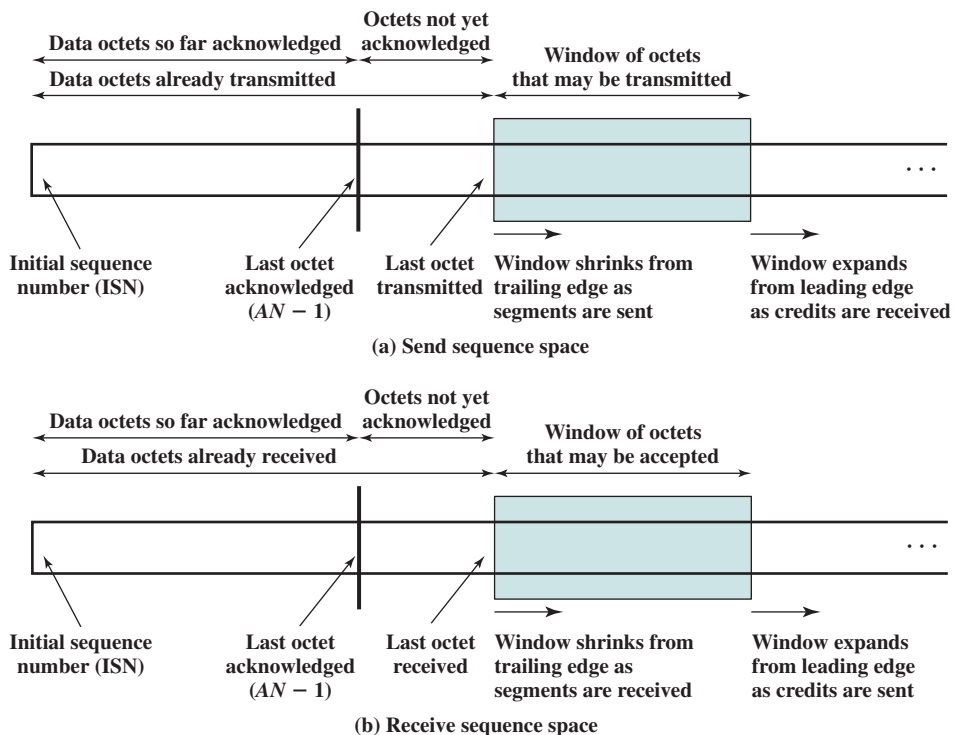 Octets not yet
Data octets so far acknowledged
acknowledged
Window of octets
Data octets already transmitted
that may be transmitted
. . .
Initial sequence
number (ISN)
Last octet
acknowledged
(AN − 1)
Last octet
transmitted
Window shrinks from
trailing edge as
segments are sent
Window expands
from leading edge
as credits are received
(a) Send sequence space
Octets not yet
Data octets so far acknowledged
acknowledged
Window of octets
Data octets already received
that may be accepted
. . .
Initial sequence
number (ISN)
Last octet
acknowledged
(AN − 1)
Last octet
received
Window shrinks from
trailing edge as
segments are received
Window expands
from leading edge
as credits are sent
(b) Receive sequence space